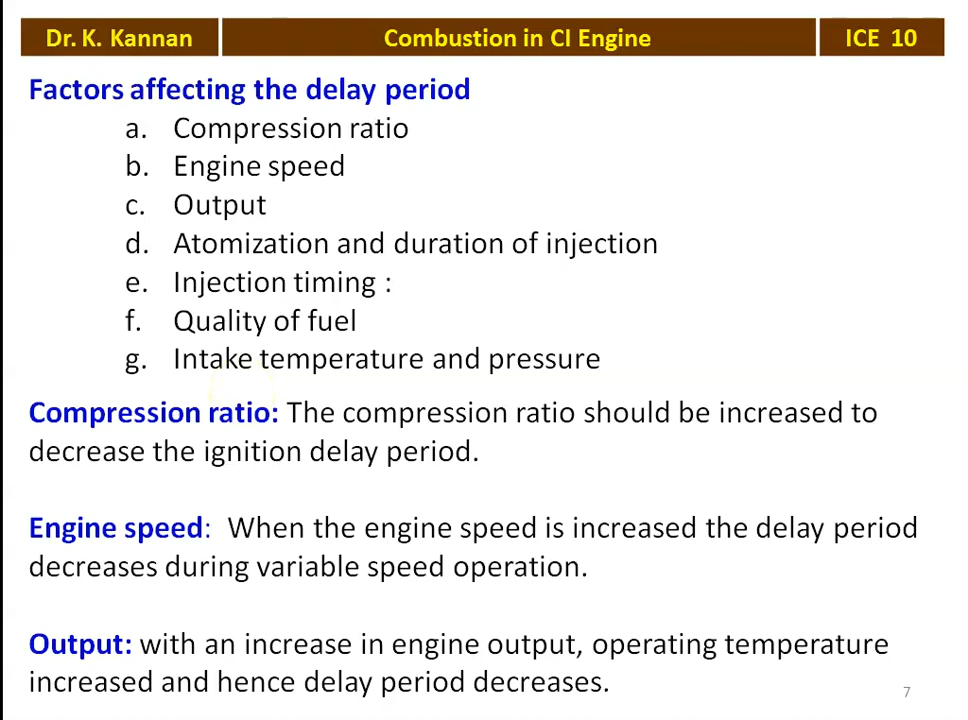 Dr. K. Kannan Combustion in CI Engine ICE 10
Factors affecting the delay period
a. Compression ratio
b. Engine speed
c. Output
d. Atomization and duration of injection
e. Injection timing :
f. Quality of fuel
g. Intake temperature and pressure
Compression ratio: The compression ratio should be increased to
decrease the ignition delay period.
Engine speed: When the engine speed is increased the delay period
decreases during variable speed operation.
Output: with an increase in engine output, operating temperature
increased and hence delay period decreases.
7